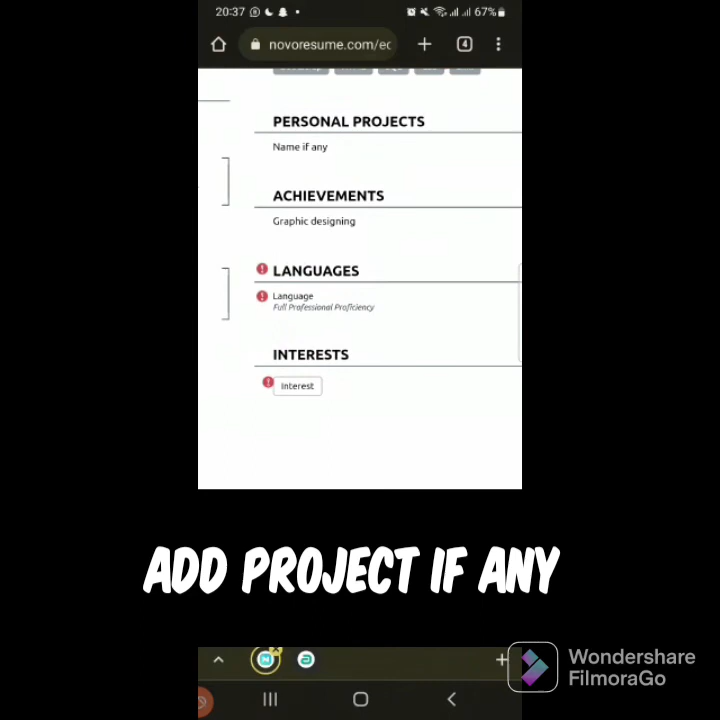 20:37
67%
novoresume.com/ec
4
PERSONAL PROJECTS
Name if any
ACHIEVEMENTS
Graphic designing
LANGUAGES
Language
Full Professional Proficiency
INTERESTS
Interest
ADD PROJECT IF ANY
Wondershare
FilmoraGo